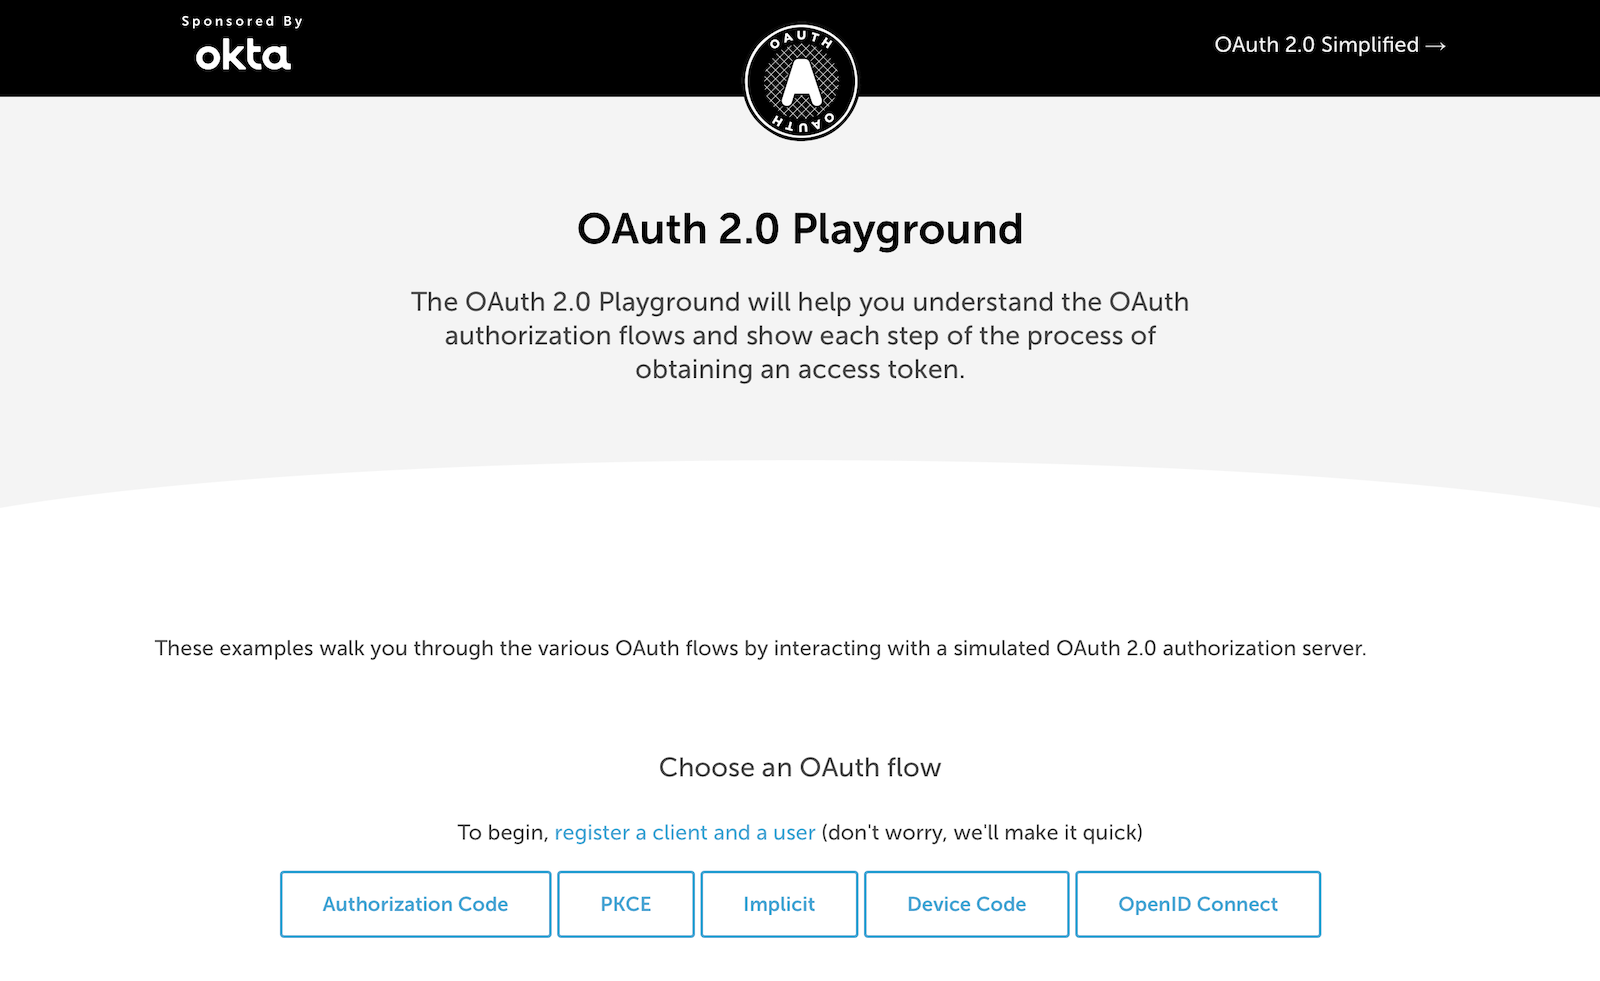 Sponsored By
okta
OAUTH
A
OAUTH
OAuth 2.0 Simplified →
OAuth 2.0 Playground
The OAuth 2.0 Playground will help you understand the OAuth
authorization flows and show each step of the process of
obtaining an access token.
These examples walk you through the various OAuth flows by interacting with a simulated OAuth 2.0 authorization server.
Choose an OAuth flow
To begin, register a client and a user (don't worry, we'll make it quick)
Authorization Code
PKCE
Implicit
Device Code
OpenID Connect